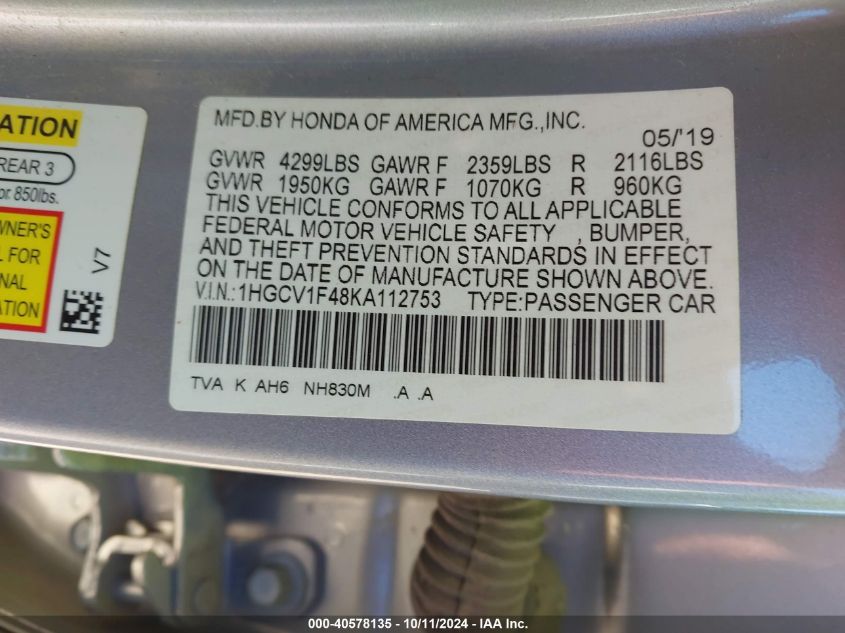 ATION
REAR 3
or 850lbs.
WNER'S
L FOR
NAL
ATION
V7
MFD.BY HONDA OF AMERICA MFG.,INC.
05/'19
GVWR 4299LBS GAWR F 2359LBS R 2116LBS
GVWR 1950KG GAWR F 1070KG R 960KG
THIS VEHICLE CONFORMS TO ALL APPLICABLE
FEDERAL MOTOR VEHICLE SAFETY , BUMPER,
AND THEFT PREVENTION STANDARDS IN EFFECT
ON THE DATE OF MANUFACTURE SHOWN ABOVE.
V.I.N.:1HGCV1F48KA112753 TYPE:PASSENGER CAR
TVA K AH6 NH830M .A .A
000-40578135 - 10/11/2024 - IAA Inc.